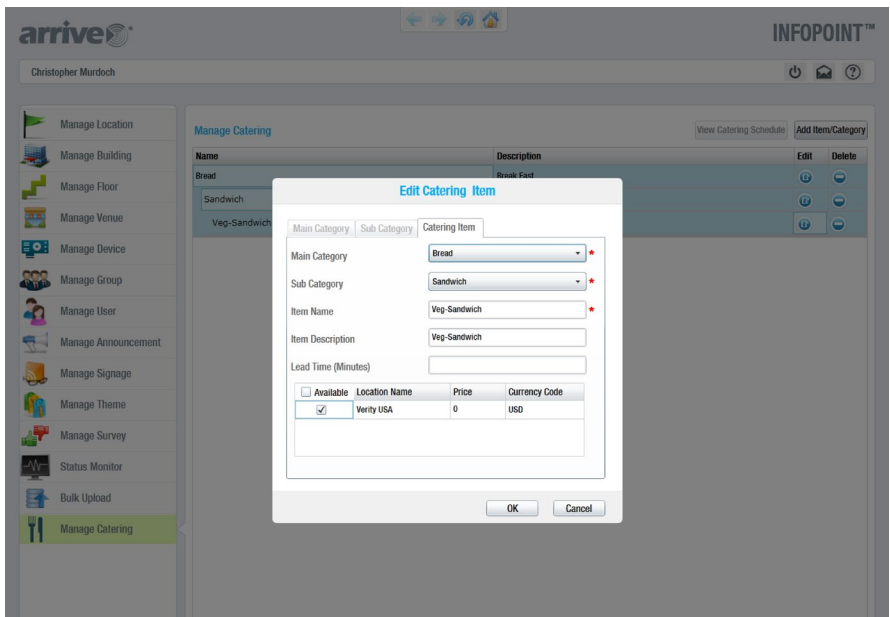 arrive
INFOPOINT™
Christopher Murdoch
Manage Location
Manage Building
Manage Floor
Manage Venue
Manage Device
Manage Group
Manage User
Manage Announcement
Manage Signage
Manage Theme
Manage Survey
Status Monitor
Bulk Upload
Manage Catering
Manage Catering
View Catering Schedule Add Item/Category
Name Description Edit Delete
Bread Break Fast
Sandwich
Veg-Sandwich
Edit Catering Item
Main Category Sub Category Catering Item
Main Category Bread *
Sub Category Sandwich *
Item Name Veg-Sandwich *
Item Description Veg-Sandwich
Lead Time (Minutes)
Available Location Name Price Currency Code
Verity USA 0 USD
OK Cancel